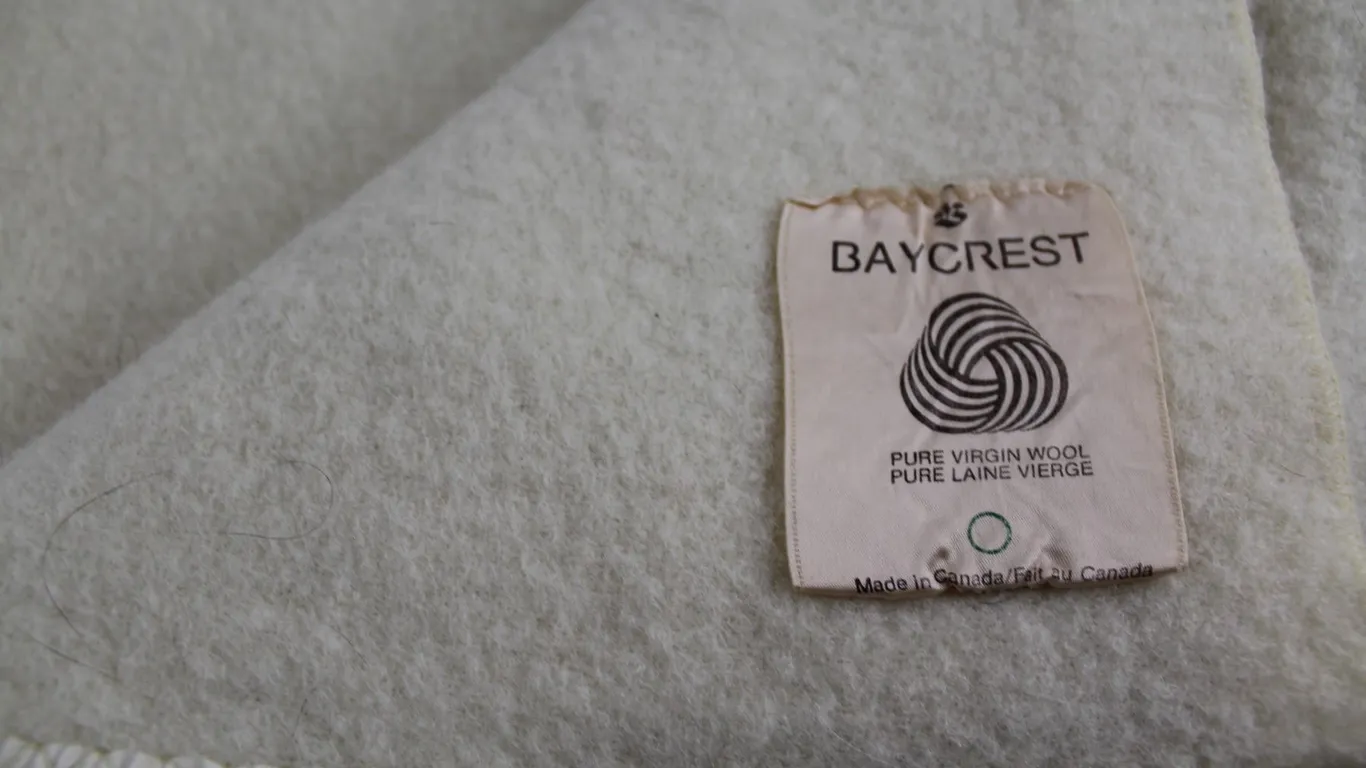 BAYCREST
PURE VIRGIN WOOL
PURE LAINE VIERGE
Made in Canada/Fait au Canada